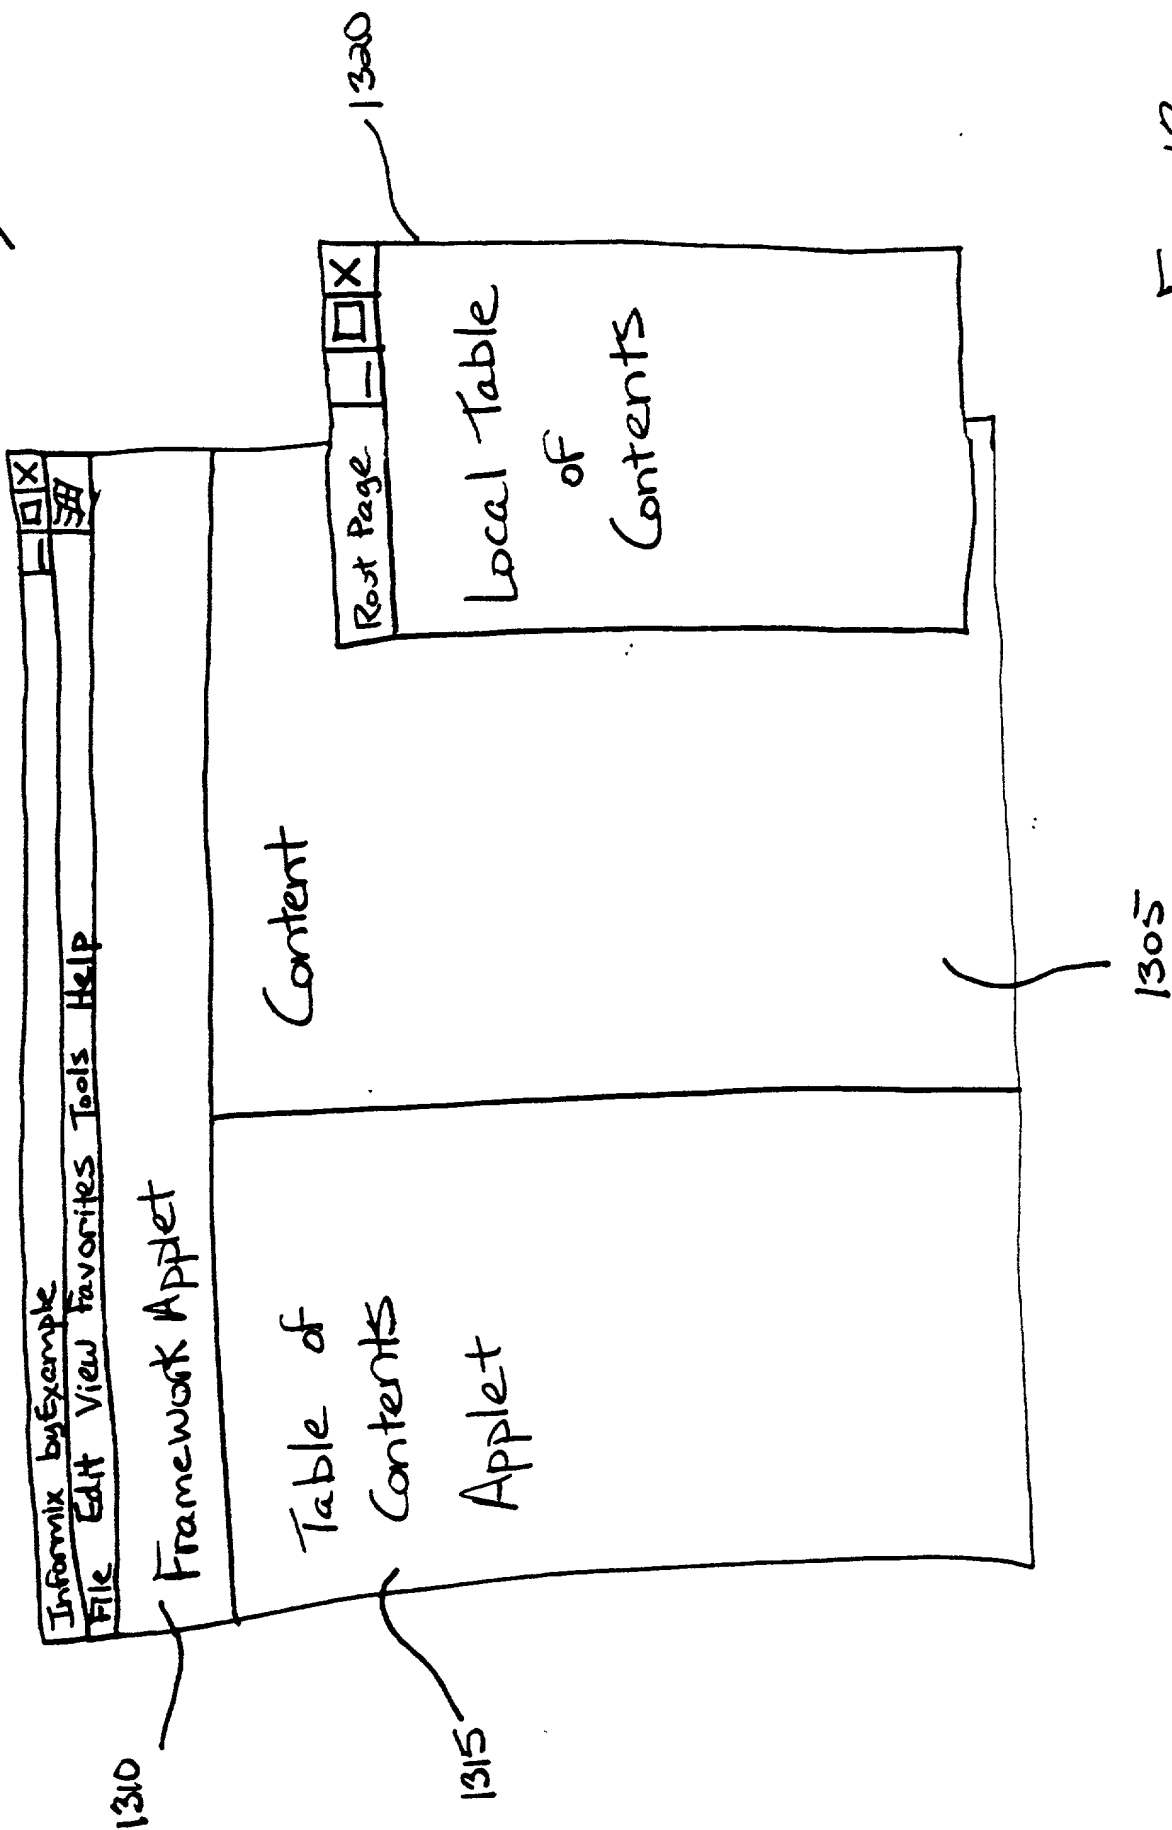 Informix byExample
File Edit View Favorites Tools Help
1310
Framework Applet
1315
Table of
Contents
Applet
Content
Root Page
Local Table
of
Contents
1320
1305